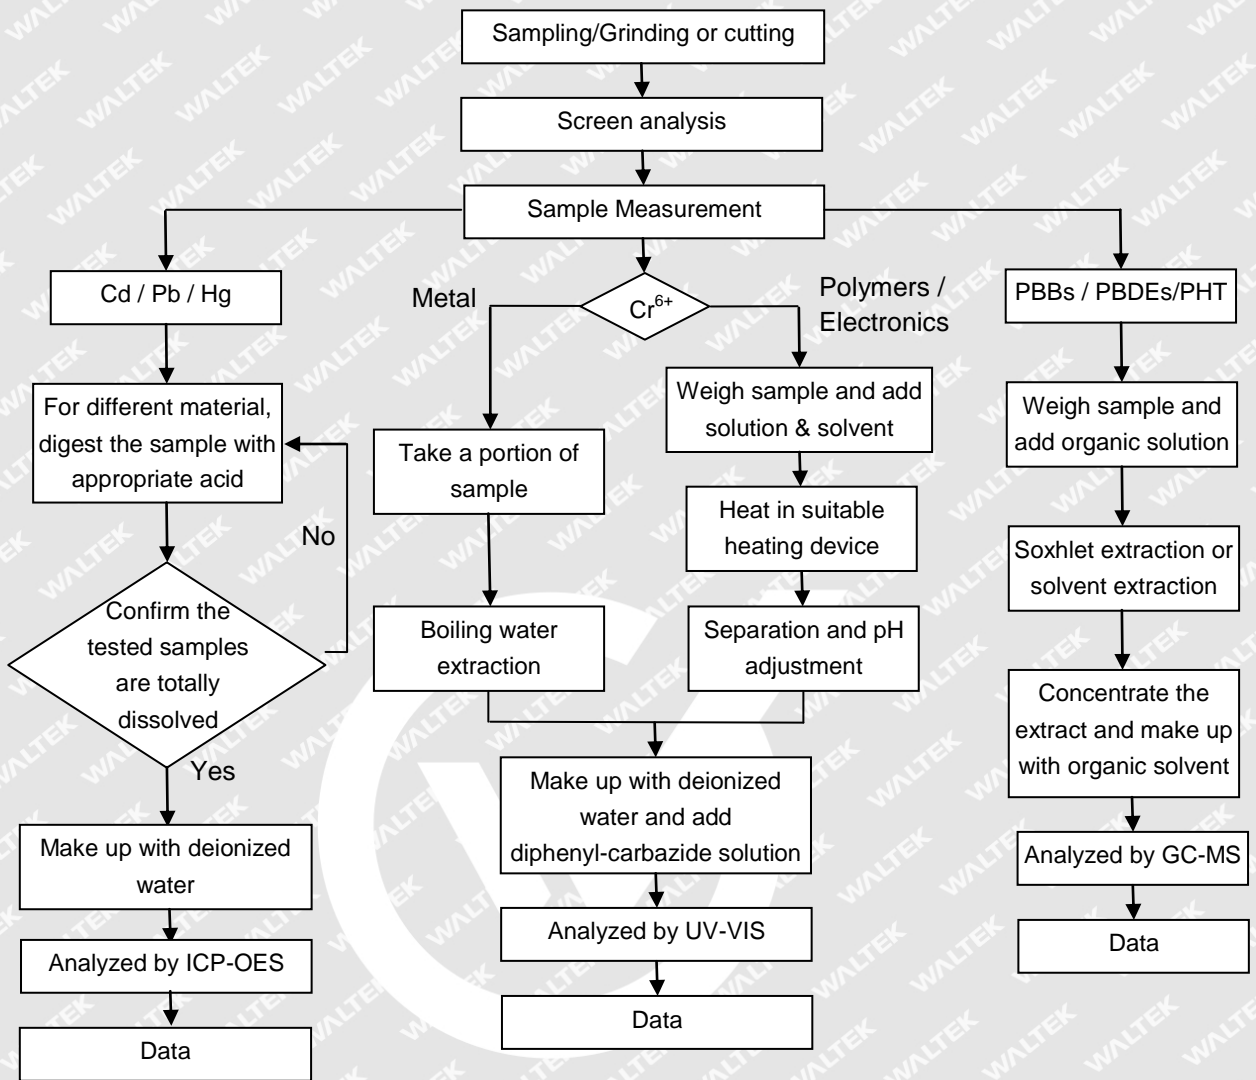 Sampling/Grinding or cutting
Screen analysis
Sample Measurement
Cd / Pb / Hg
For different material,
digest the sample with
appropriate acid
No
Confirm the
tested samples
are totally
dissolved
Yes
Make up with deionized
water
Analyzed by ICP-OES
Data
Cr6+
Metal
Take a portion of
sample
Boiling water
extraction
Polymers /
Electronics
Weigh sample and add
solution & solvent
Heat in suitable
heating device
Separation and pH
adjustment
Make up with deionized
water and add
diphenyl-carbazide solution
Analyzed by UV-VIS
Data
PBBs / PBDEs/PHT
Weigh sample and
add organic solution
Soxhlet extraction or
solvent extraction
Concentrate the
extract and make up
with organic solvent
Analyzed by GC-MS
Data
WALTEK